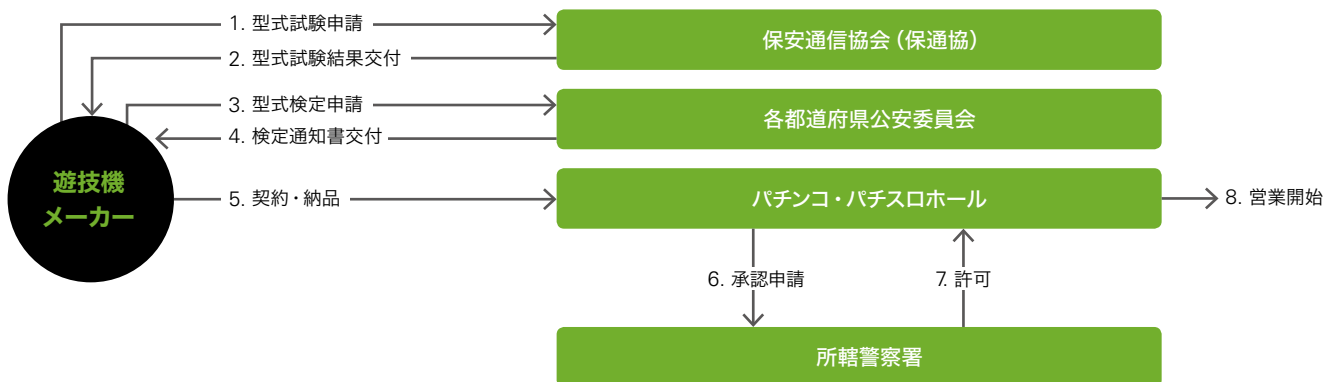 1. 型式試験申請
保安通信協会（保通協）
2. 型式試験結果交付
3. 型式検定申請
各都道府県公安委員会
4. 検定通知書交付
遊技機
メーカー
5. 契約・納品
パチンコ・パチスロホール
8. 営業開始
6. 承認申請
7. 許可
所轄警察署